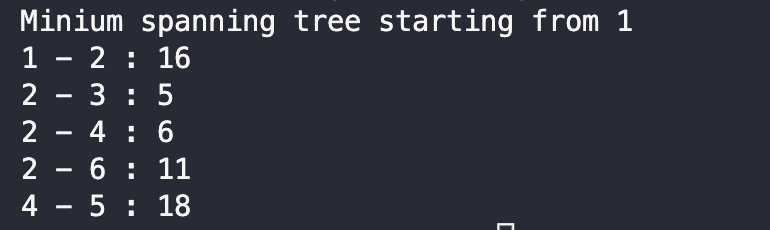 Minium spanning tree starting from 1
1 - 2 : 16
2 - 3 : 5
2 - 4 : 6
2 - 6 : 11
4 - 5 : 18